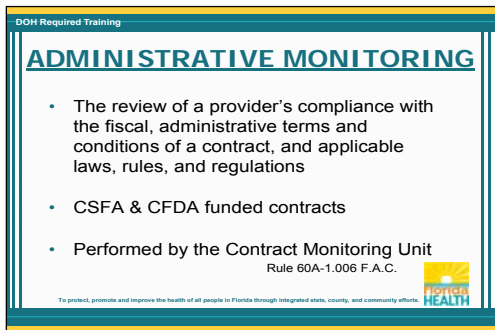 DOH Required Training
ADMINISTRATIVE MONITORING
• The review of a provider's compliance with
the fiscal, administrative terms and
conditions of a contract, and applicable
laws, rules, and regulations
• CSFA & CFDA funded contracts
• Performed by the Contract Monitoring Unit
Rule 60A-1.006 F.A.C.
To protect, promote and improve the health of all people in Florida through integrated state, county, and community efforts.
Florida
HEALTH